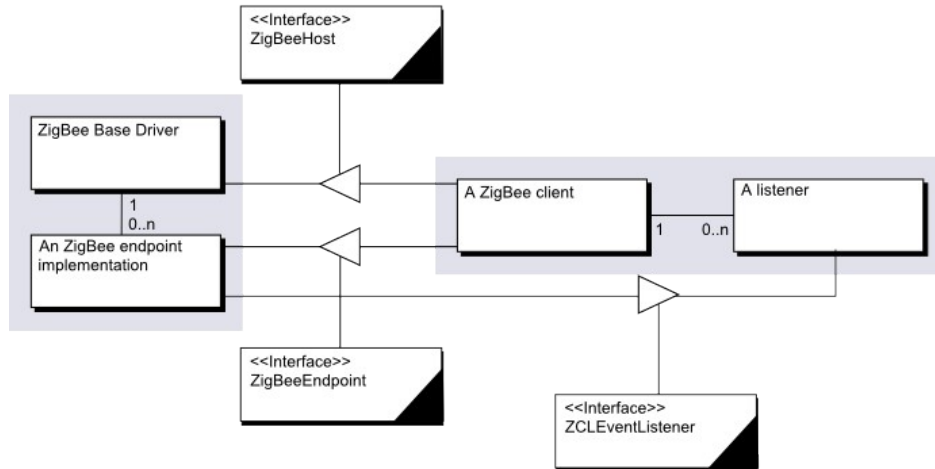 <<Interface>>
ZigBeeHost
ZigBee Base Driver
1
0..n
An ZigBee endpoint
implementation
A ZigBee client
1
0..n
A listener
<<Interface>>
ZigBeeEndpoint
<<Interface>>
ZCLEventListener